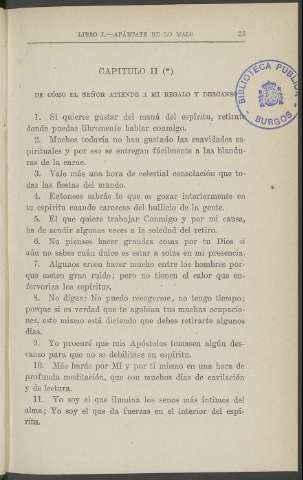 LIBRO I.—APÁRTATE DE LO MALO 23
CAPITULO II (*)
DE CÓMO EL SEÑOR ATIENDE A MI REGALO Y DESCANSO
BIBLIOTECA PÚBLICA
BURGOS
1. Si quieres gustar del maná del espíritu, retírate
donde puedas libremente hablar conmigo.
2. Muchos todavía no han gustado las suavidades es-
pirituales y por eso se entregan fácilmente a las blandu-
ras de la carne.
3. Vale más una hora de celestial consolación que to-
das las fiestas del mundo.
4. Entonces sabrás lo que es gozar interiormente en
tu espíritu cuando carezcas del bullicio de la gente.
5. El que quiere trabajar Conmigo y por mi causa,
ha de acudir algunas veces a la soledad del retiro.
6. No pienses hacer grandes cosas por tu Dios si
aún no sabes cuán dulce es estar a solas en mi presencia.
7. Algunos creen hacer mucho entre los hombres por-
que meten gran ruido; pero no tienen el calor que en-
fervoriza los espíritus.
8. No digas: No puedo recogerme, no tengo tiempo;
porque si es verdad que te agobian tus muchas ocupacio-
nes, esto mismo está diciendo que debes retirarte algunos
días.
9. Yo procuré que mis Apóstoles tomasen algún des-
canso para que no se debilitase su espíritu.
10. Más harás por Mí y por ti mismo en una hora de
profunda meditación, que con muchos días de cavilación
y de lectura.
11. Yo soy el que ilumina los senos más íntimos del
alma; Yo soy el que da fuerzas en el interior del espí-
ritu.